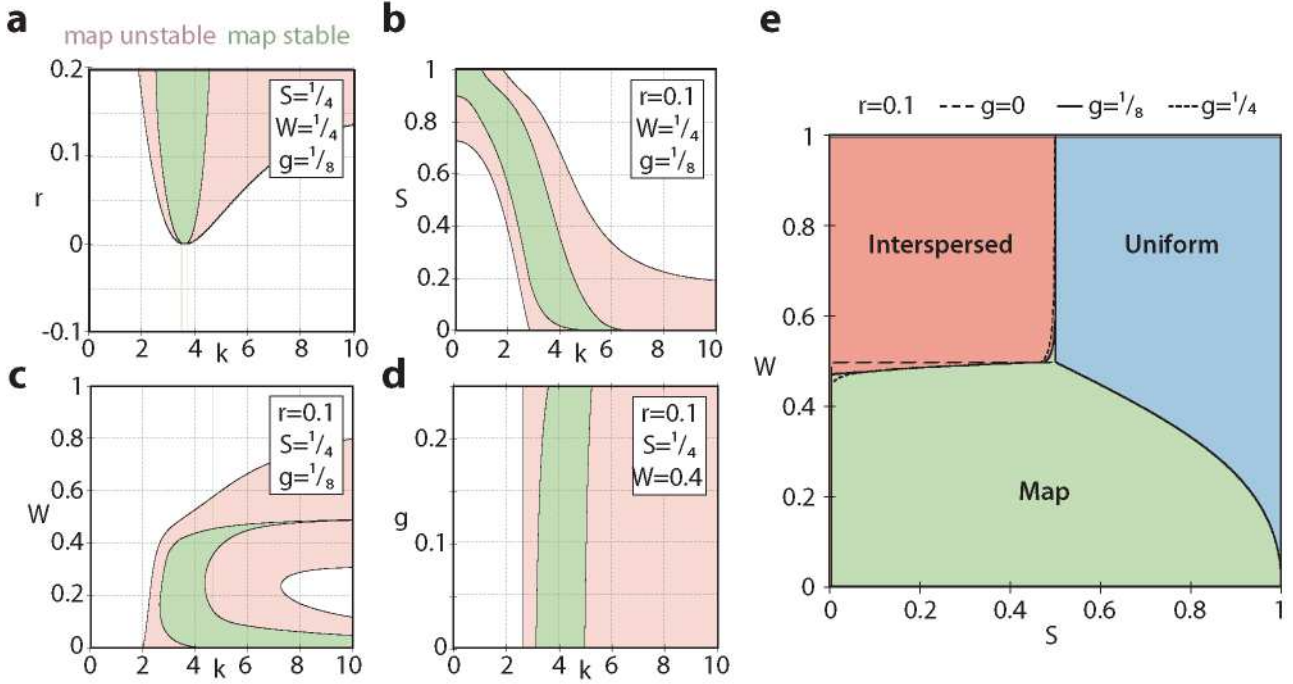 a
map unstable map stable
r
0.2
0.1
0
-0.1
0 2 4 k 6 8 10
S=¹/₄
W=¹/₄
g=¹/₈
b
S
1
0.8
0.6
0.4
0.2
0
0 2 4 k 6 8 10
r=0.1
W=¹/₄
g=¹/₈
c
W
1
0.8
0.6
0.4
0.2
0
0 2 k 4 6 8 10
r=0.1
S=¹/₄
g=¹/₈
d
g
0.2
0.1
0
0 2 4 k 6 8 10
r=0.1
S=¹/₄
W=0.4
e
r=0.1 g=0 g=¹/₈ g=¹/₄
W
1
0.8
0.6
0.4
0.2
0
Interspersed
Uniform
Map
0 0.2 0.4 0.6 0.8 1
S